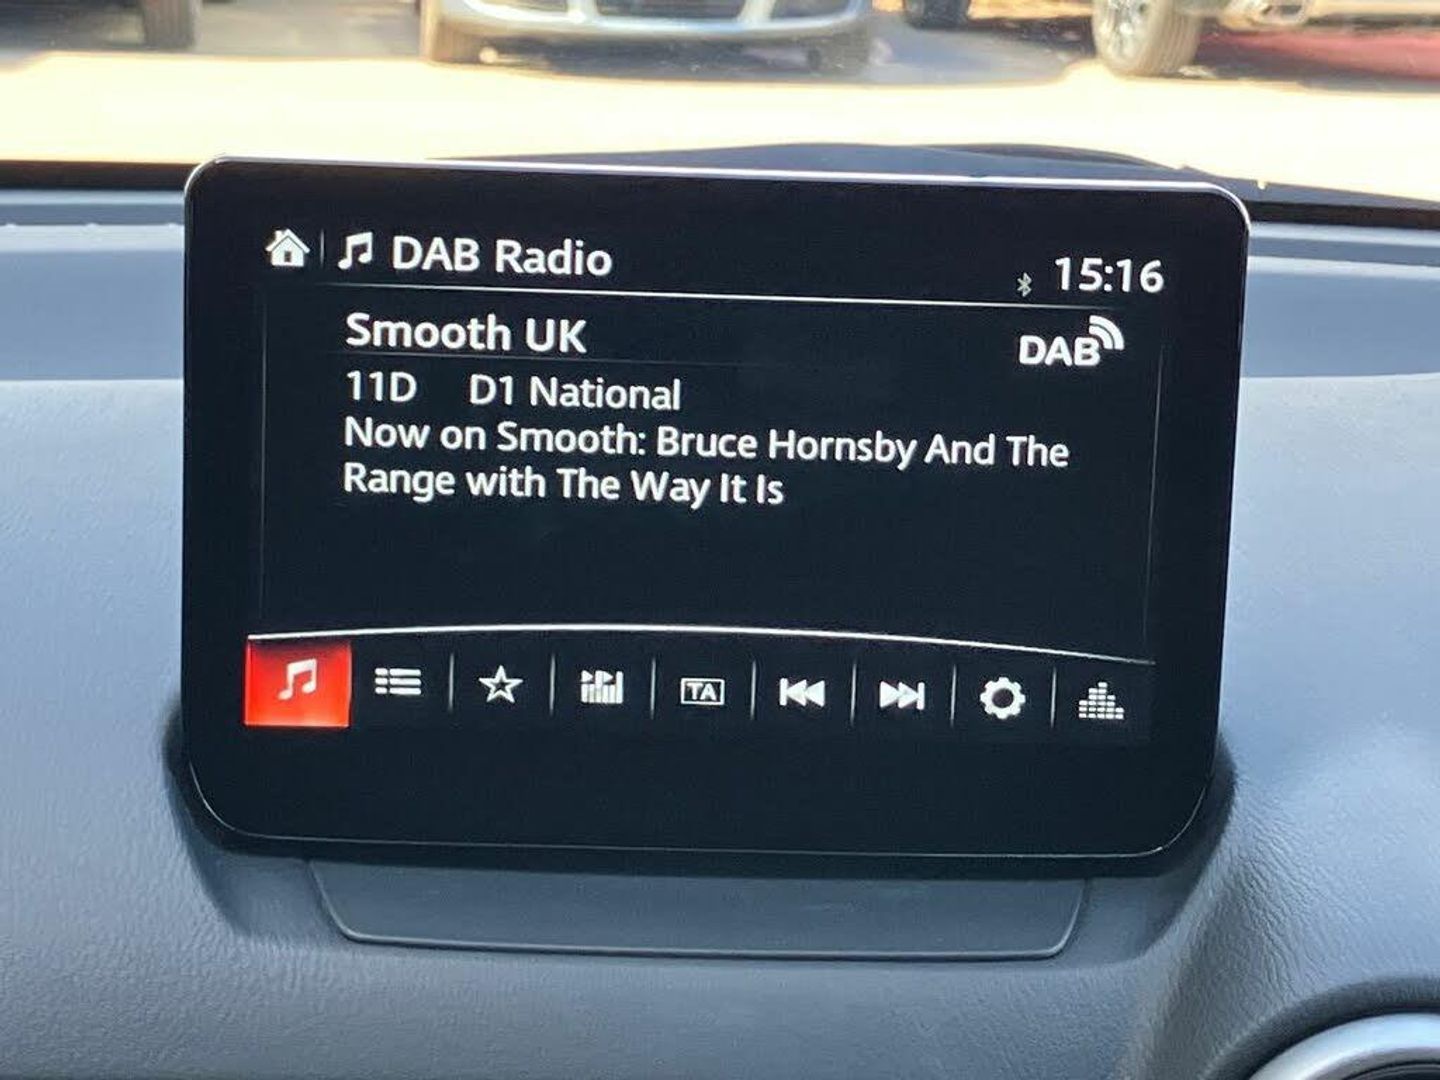 DAB Radio
15:16
Smooth UK
DAB
11D D1 National
Now on Smooth: Bruce Hornsby And The
Range with The Way It Is
TA